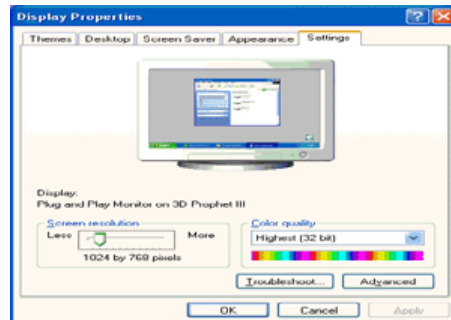 Display Properties
Themes Desktop Screen Saver Appearance Settings
Display:
Plug and Play Monitor on 3D Prophet III
Screen resolution
Less More
1024 by 768 pixels
Color quality
Highest (32 bit)
Troubleshoot... Advanced
OK Cancel Apply